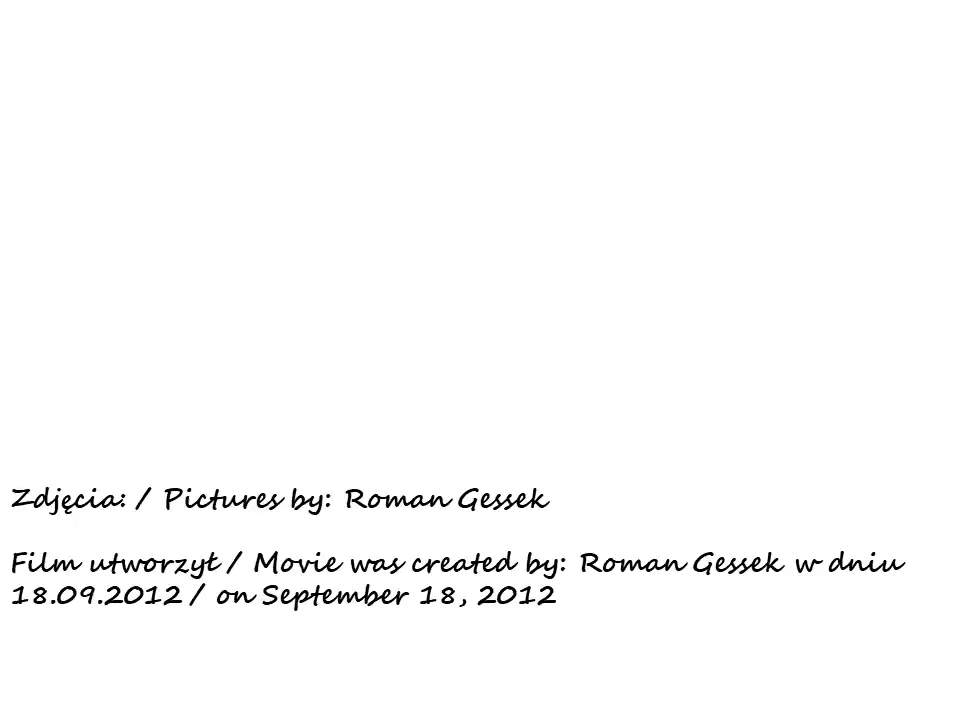 Zdjęcia: / Pictures by: Roman Gessek
Film utworzył / Movie was created by: Roman Gessek w dniu
18.09.2012 / on September 18, 2012